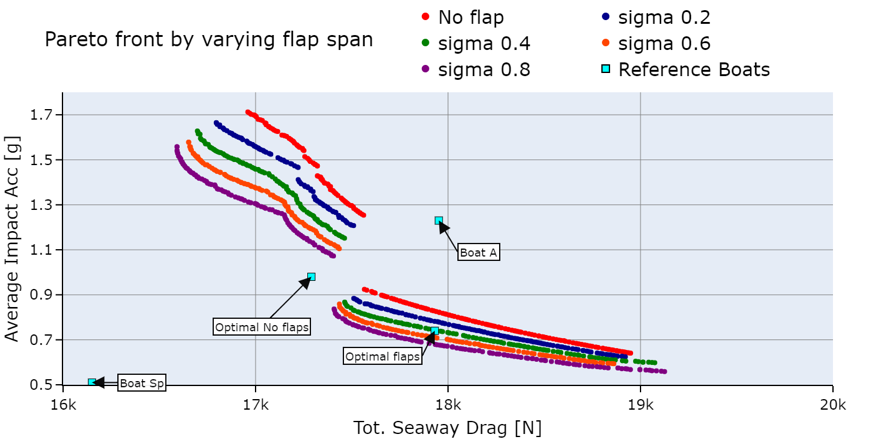 Pareto front by varying flap span
No flap
sigma 0.2
sigma 0.4
sigma 0.6
sigma 0.8
Reference Boats
Average Impact Acc [g]
1.7
1.5
1.3
1.1
0.9
0.7
0.5
Boat A
Optimal No flaps
Optimal flaps
Boat Sp
16k
17k
18k
19k
20k
Tot. Seaway Drag [N]